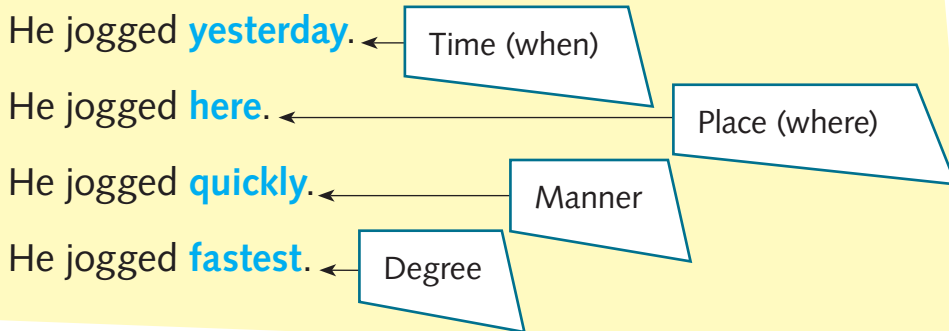 He jogged yesterday. Time (when)
He jogged here. Place (where)
He jogged quickly. Manner
He jogged fastest. Degree